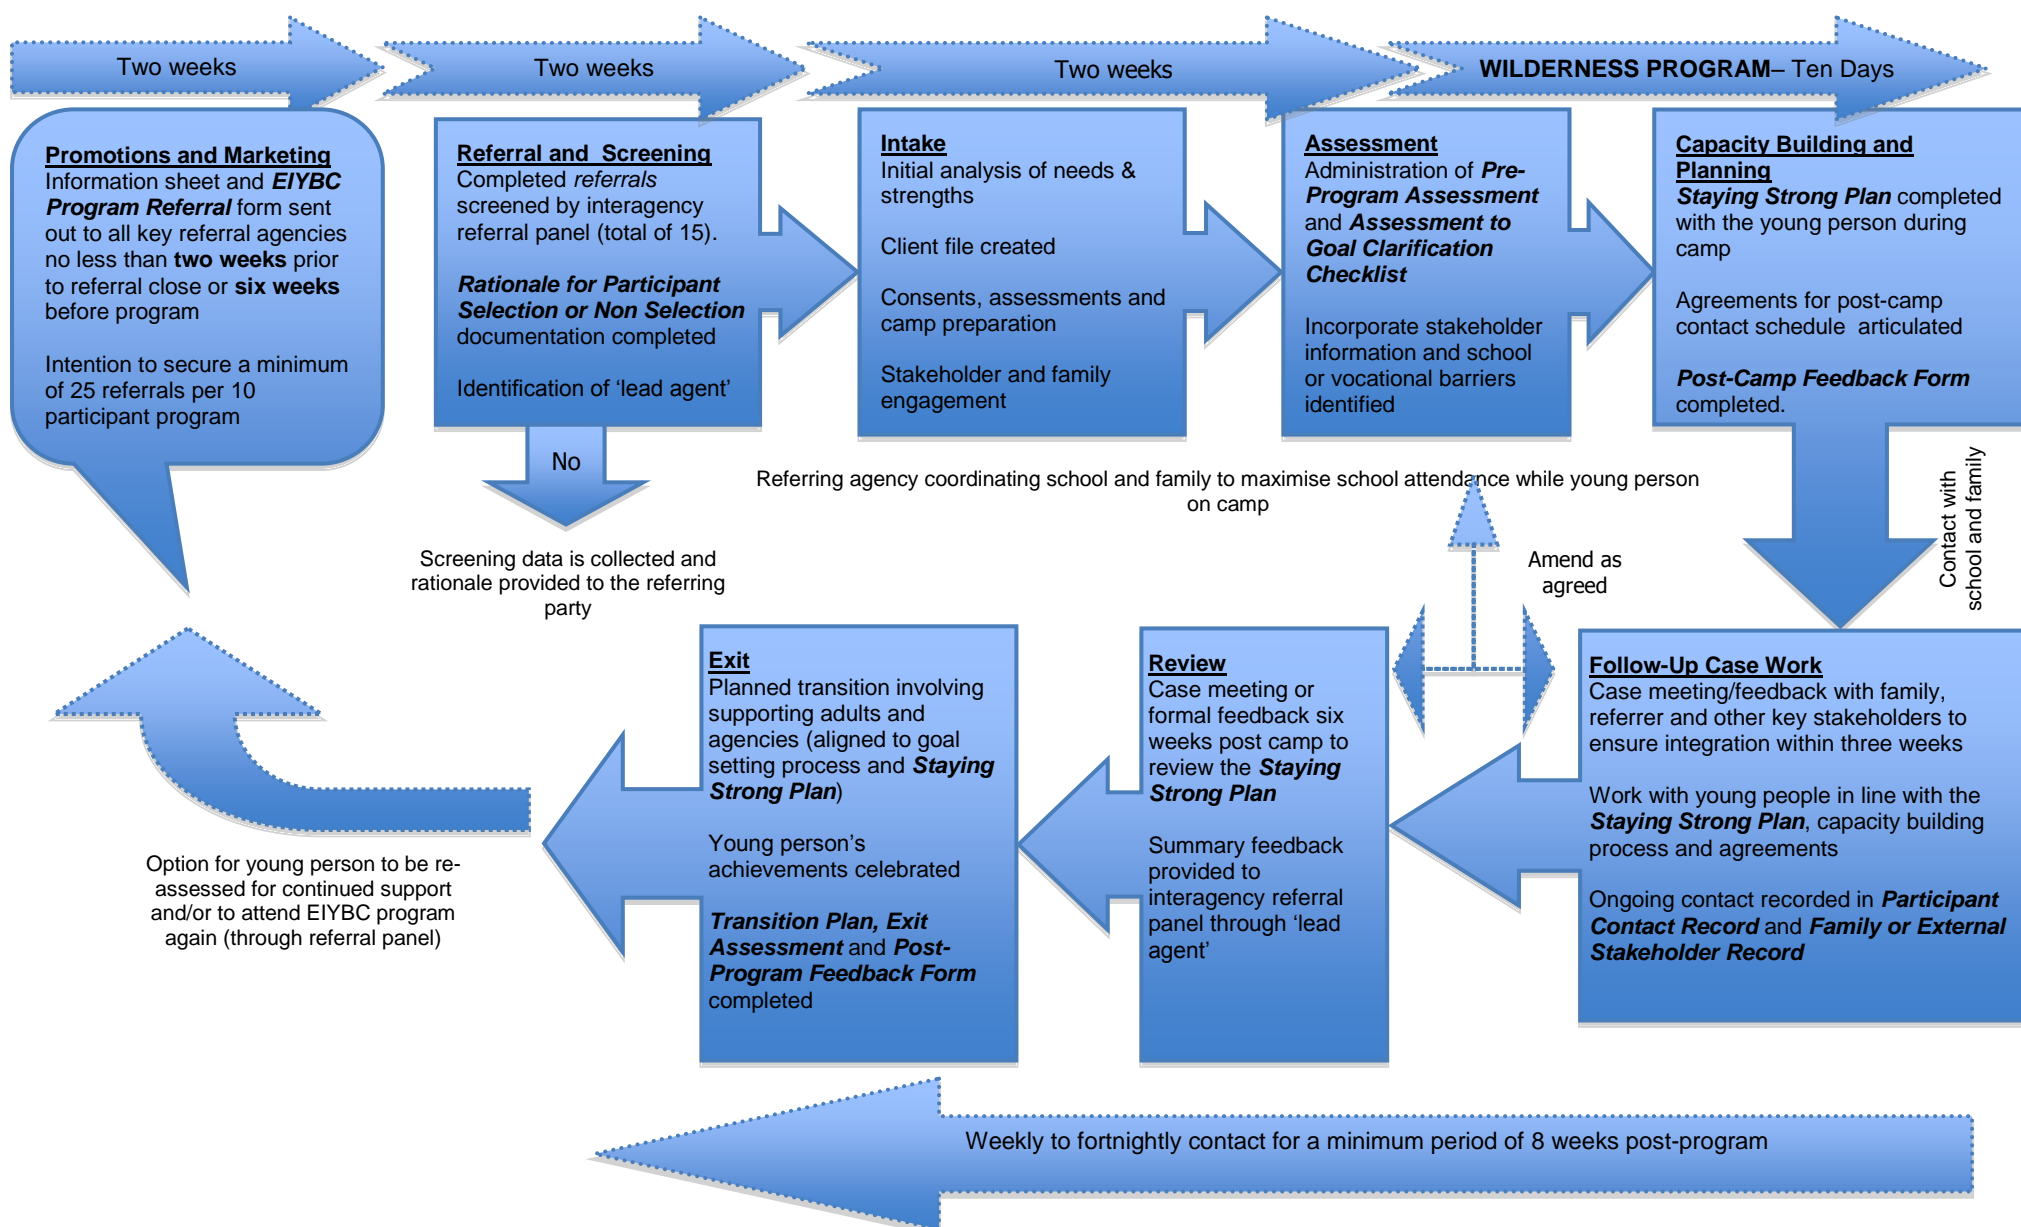 Two weeks
Two weeks
Two weeks
WILDERNESS PROGRAM– Ten Days
Promotions and Marketing
Information sheet and EIYBC
Program Referral form sent
out to all key referral agencies
no less than two weeks prior
to referral close or six weeks
before program
Intention to secure a minimum
of 25 referrals per 10
participant program
Referral and Screening
Completed referrals
screened by interagency
referral panel (total of 15).
Rationale for Participant
Selection or Non Selection
documentation completed
Identification of ‘lead agent’
Intake
Initial analysis of needs &
strengths
Client file created
Consents, assessments and
camp preparation
Stakeholder and family
engagement
Assessment
Administration of Pre-
Program Assessment
and Assessment to
Goal Clarification
Checklist
Incorporate stakeholder
information and school
or vocational barriers
identified
Capacity Building and
Planning
Staying Strong Plan completed
with the young person during
camp
Agreements for post-camp
contact schedule articulated
Post-Camp Feedback Form
completed.
No
Referring agency coordinating school and family to maximise school attendance while young person
on camp
Contact with
school and family
Screening data is collected and
rationale provided to the referring
party
Amend as
agreed
Follow-Up Case Work
Case meeting/feedback with family,
referrer and other key stakeholders to
ensure integration within three weeks
Work with young people in line with the
Staying Strong Plan, capacity building
process and agreements
Ongoing contact recorded in Participant
Contact Record and Family or External
Stakeholder Record
Review
Case meeting or
formal feedback six
weeks post camp to
review the Staying
Strong Plan
Summary feedback
provided to
interagency referral
panel through ‘lead
agent’
Exit
Planned transition involving
supporting adults and
agencies (aligned to goal
setting process and Staying
Strong Plan)
Young person’s
achievements celebrated
Transition Plan, Exit
Assessment and Post-
Program Feedback Form
completed
Option for young person to be re-
assessed for continued support
and/or to attend EIYBC program
again (through referral panel)
Weekly to fortnightly contact for a minimum period of 8 weeks post-program